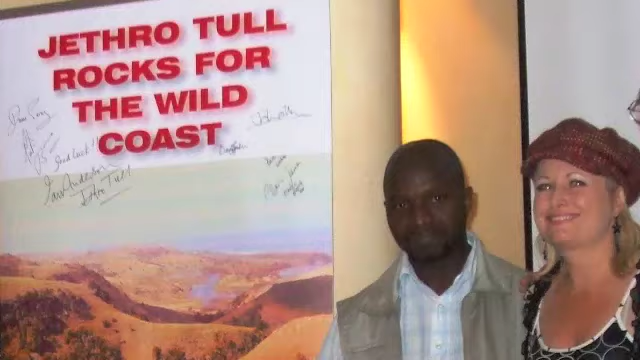 JETHRO TULL
ROCKS FOR
THE WILD
COAST
Good Luck!!
Ian Anderson
Jethro Tull